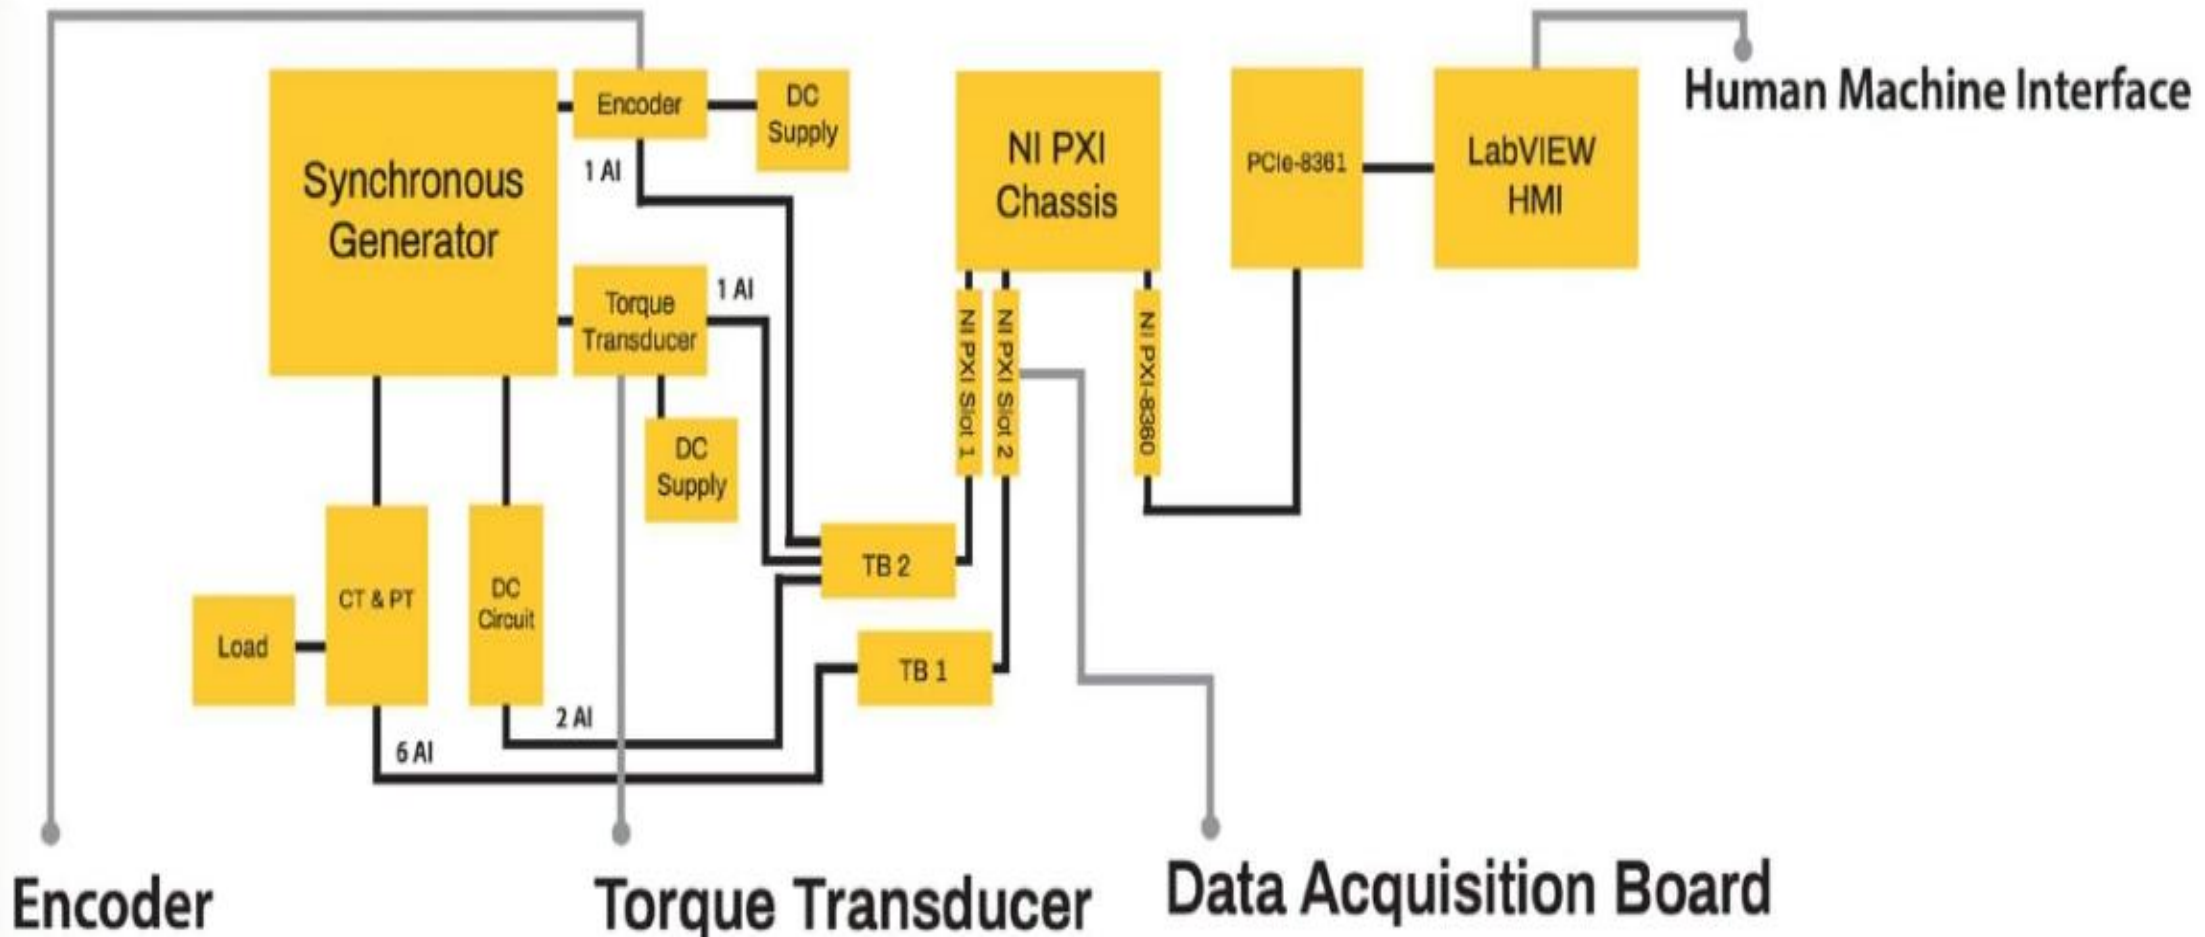 Human Machine Interface
Synchronous
Generator
Encoder
DC
Supply
1 AI
Torque
Transducer
1 AI
DC
Supply
NI PXI
Chassis
PCIe-8361
LabVIEW
HMI
NI PXI Slot 1
NI PXI Slot 2
NI PXI-8360
Load
CT & PT
DC
Circuit
TB 2
TB 1
2 AI
6 AI
Encoder
Torque Transducer
Data Acquisition Board